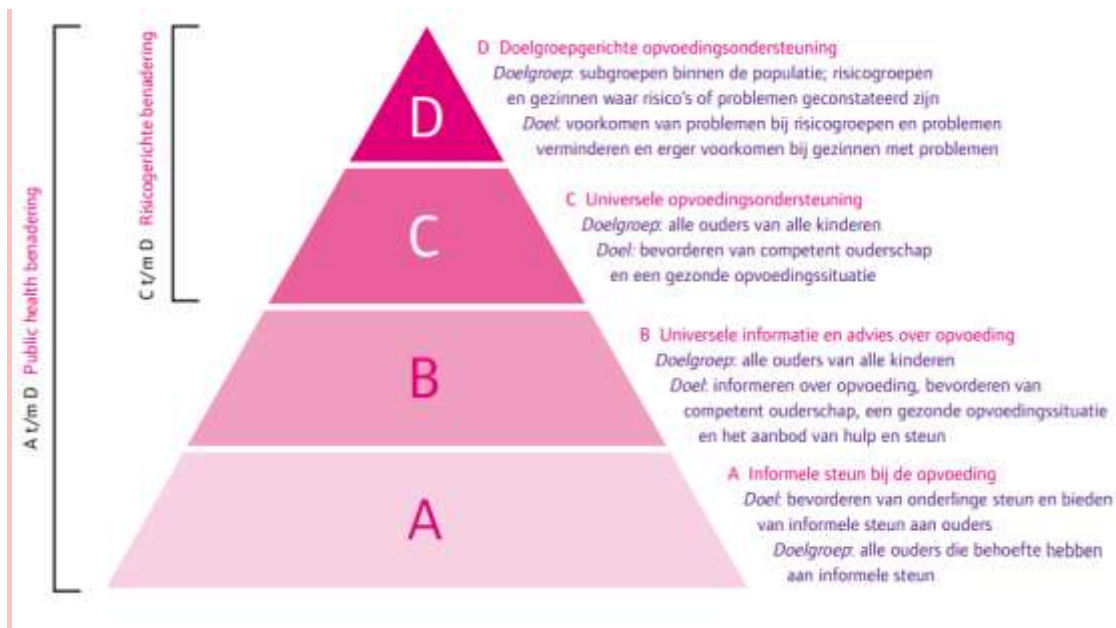 A t/m D Public health benadering
C t/m D Risicogerichte benadering
D
D Doelgroepgerichte opvoedingsondersteuning
Doelgroep: subgroepen binnen de populatie; risicogroepen
en gezinnen waar risico's of problemen geconstateerd zijn
Doel: voorkomen van problemen bij risicogroepen en problemen
verminderen en erger voorkomen bij gezinnen met problemen
C
C Universele opvoedingsondersteuning
Doelgroep: alle ouders van alle kinderen
Doel: bevorderen van competent ouderschap
en een gezonde opvoedingssituatie
B
B Universele informatie en advies over opvoeding
Doelgroep: alle ouders van alle kinderen
Doel: informeren over opvoeding, bevorderen van
competent ouderschap, een gezonde opvoedingssituatie
en het aanbod van hulp en steun
A
A Informele steun bij de opvoeding
Doel: bevorderen van onderlinge steun en bieden
van informele steun aan ouders
Doelgroep: alle ouders die behoefte hebben
aan informele steun